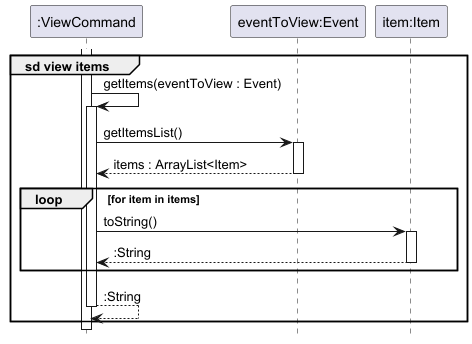 :ViewCommand
eventToView:Event
item:Item
sd view items
getItems(eventToView : Event)
getItemsList()
items : ArrayList<Item>
loop
[for item in items]
toString()
:String
:String